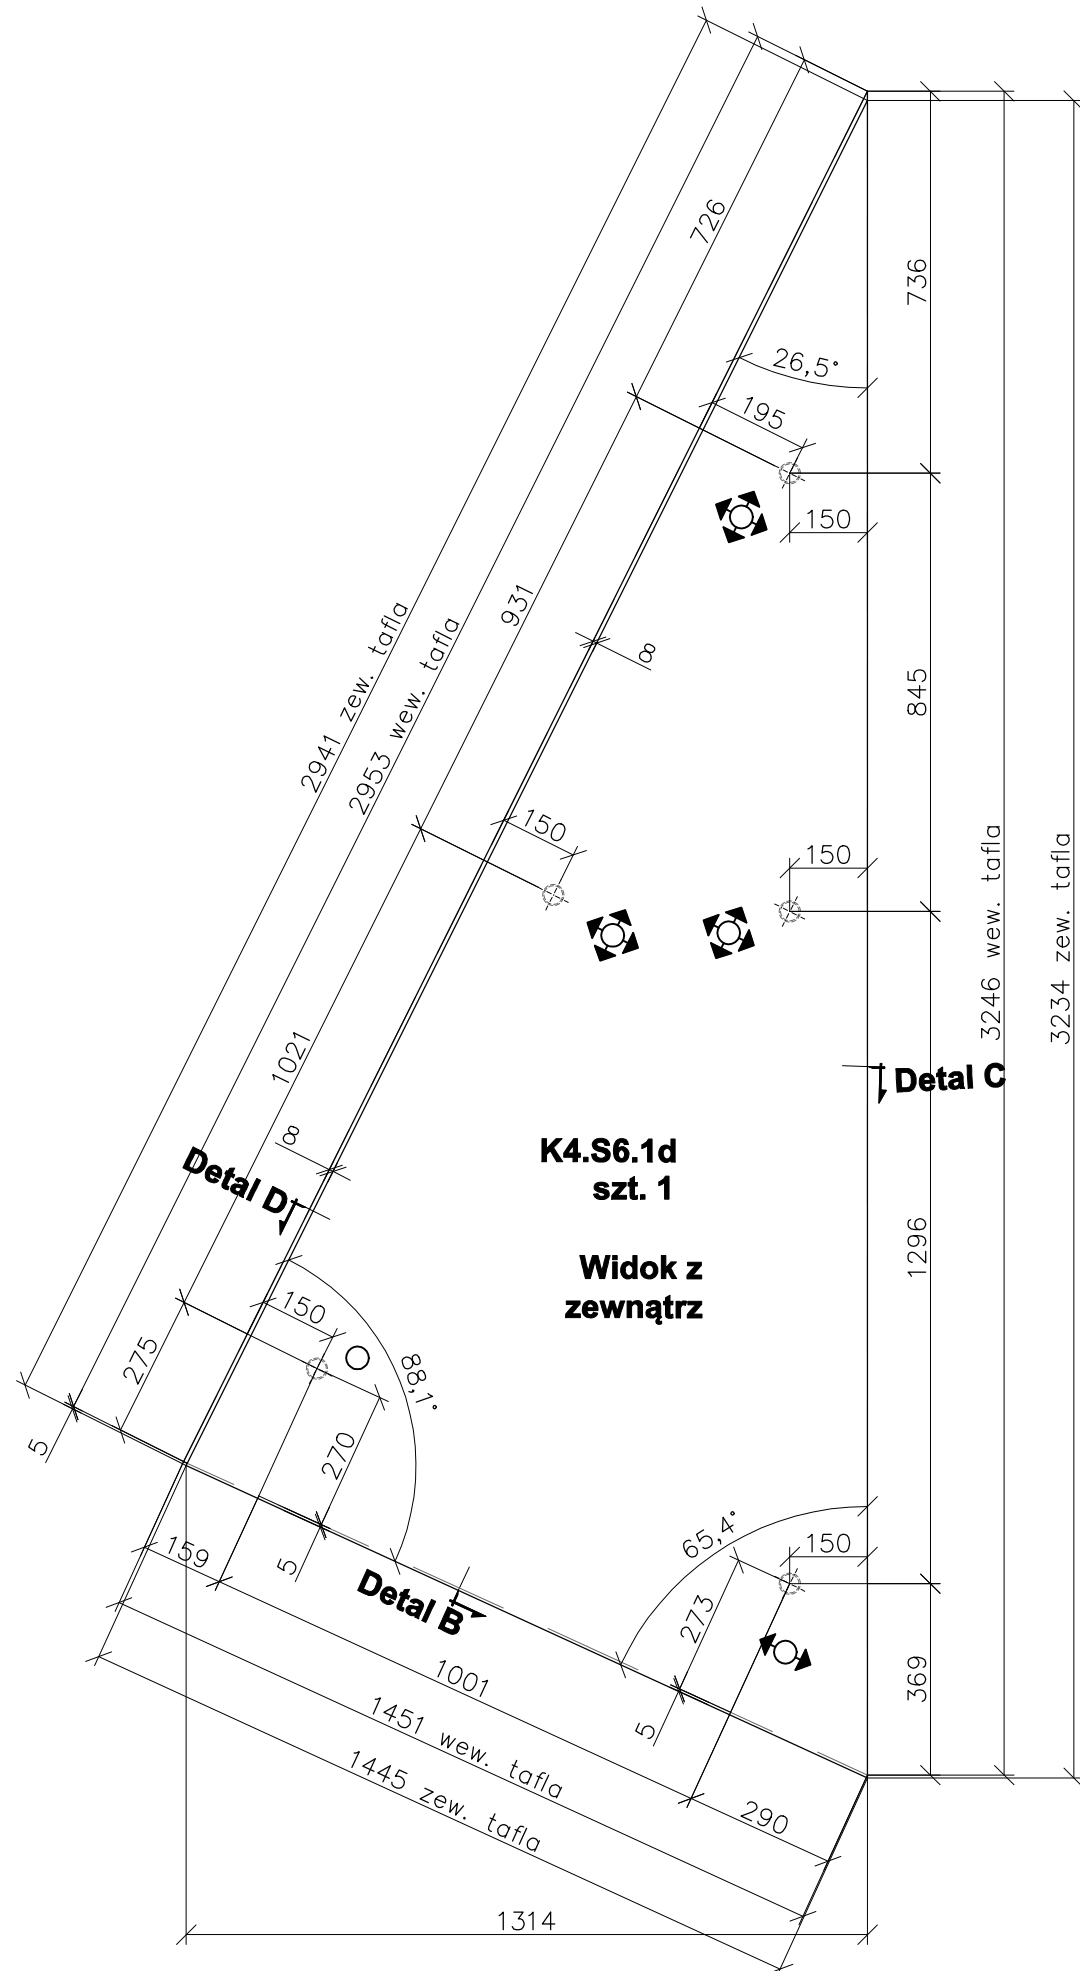 726
736
26,5°
195
150
931
8
845
2941 zew. tafla
2953 wew. tafla
150
150
3246 wew. tafla
3234 zew. tafla
1021
Detal C
8
K4.S6.1d
szt. 1
Detal D
1296
Widok z
zewnątrz
150
275
88,1°
5
270
65,4°
150
159
5
Detal B
273
1001
369
5
1451 wew. tafla
1445 zew. tafla
290
1314